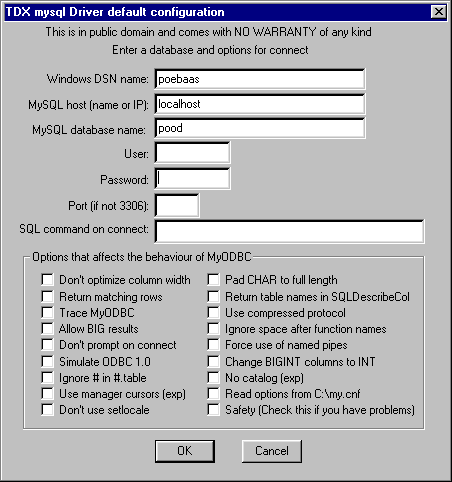 TDX mysql Driver default configuration
This is in public domain and comes with NO WARRANTY of any kind
Enter a database and options for connect
Windows DSN name: poebaas
MySQL host (name or IP): localhost
MySQL database name: pood
User:
Password:
Port (if not 3306):
SQL command on connect:
Options that affects the behaviour of MyODBC
Don't optimize column width Pad CHAR to full length
Return matching rows Return table names in SQLDescribeCol
Trace MyODBC Use compressed protocol
Allow BIG results Ignore space after function names
Don't prompt on connect Force use of named pipes
Simulate ODBC 1.0 Change BIGINT columns to INT
Ignore # in #.table No catalog (exp)
Use manager cursors (exp) Read options from C:\my.cnf
Don't use setlocale Safety (Check this if you have problems)
OK Cancel